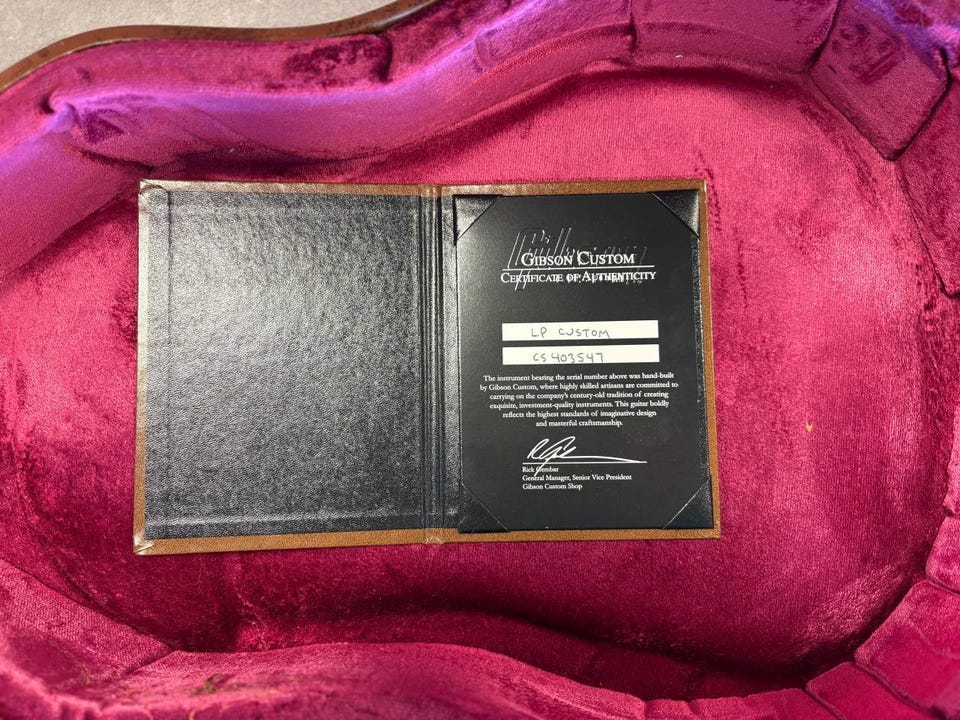 GIBSON CUSTOM
CERTIFICATE OF AUTHENTICITY
LP CUSTOM
CS 403547
The instrument bearing the serial number above was hand-built
by Gibson Custom, where highly skilled artisans are committed to
carrying on the company's century-old tradition of creating
exquisite, investment-quality instruments. This guitar boldly
reflects the highest standards of imaginative design
and masterful craftsmanship.
Rick Gembar
General Manager, Senior Vice President
Gibson Custom Shop